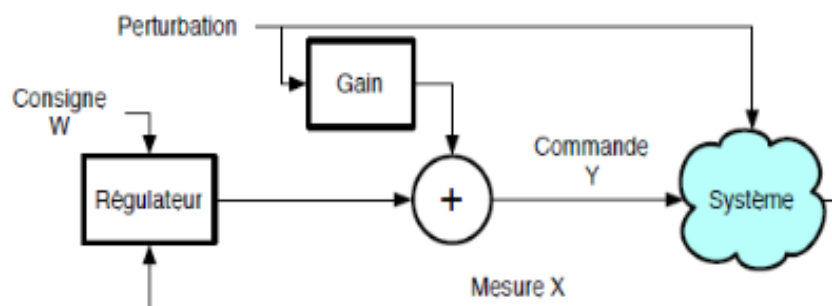 Perturbation
Gain
Consigne
W
Commande
Y
Régulateur
+
Système
Mesure X